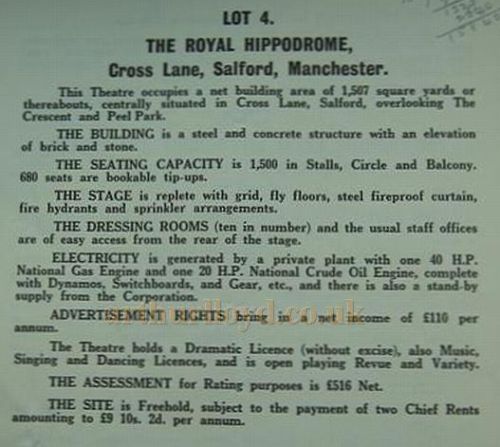 LOT 4.
THE ROYAL HIPPODROME,
Cross Lane, Salford, Manchester.
This Theatre occupies a net building area of 1,507 square yards or
thereabouts, centrally situated in Cross Lane, Salford, overlooking The
Crescent and Peel Park.
THE BUILDING is a steel and concrete structure with an elevation
of brick and stone.
THE SEATING CAPACITY is 1,500 in Stalls, Circle and Balcony.
680 seats are bookable tip-ups.
THE STAGE is replete with grid, fly floors, steel fireproof curtain,
fire hydrants and sprinkler arrangements.
THE DRESSING ROOMS (ten in number) and the usual staff offices
are of easy access from the rear of the stage.
ELECTRICITY is generated by a private plant with one 40 H.P.
National Gas Engine and one 20 H.P. National Crude Oil Engine, complete
with Dynamos, Switchboards, and Gear, etc., and there is also a stand-by
supply from the Corporation.
arthurlloyd.co.uk
ADVERTISEMENT RIGHTS bring in a net income of £110 per
annum.
The Theatre holds a Dramatic Licence (without excise), also Music,
Singing and Dancing Licences, and is open playing Revue and Variety.
THE ASSESSMENT for Rating purposes is £516 Net.
THE SITE is Freehold, subject to the payment of two Chief Rents
amounting to £9 10s. 2d. per annum.